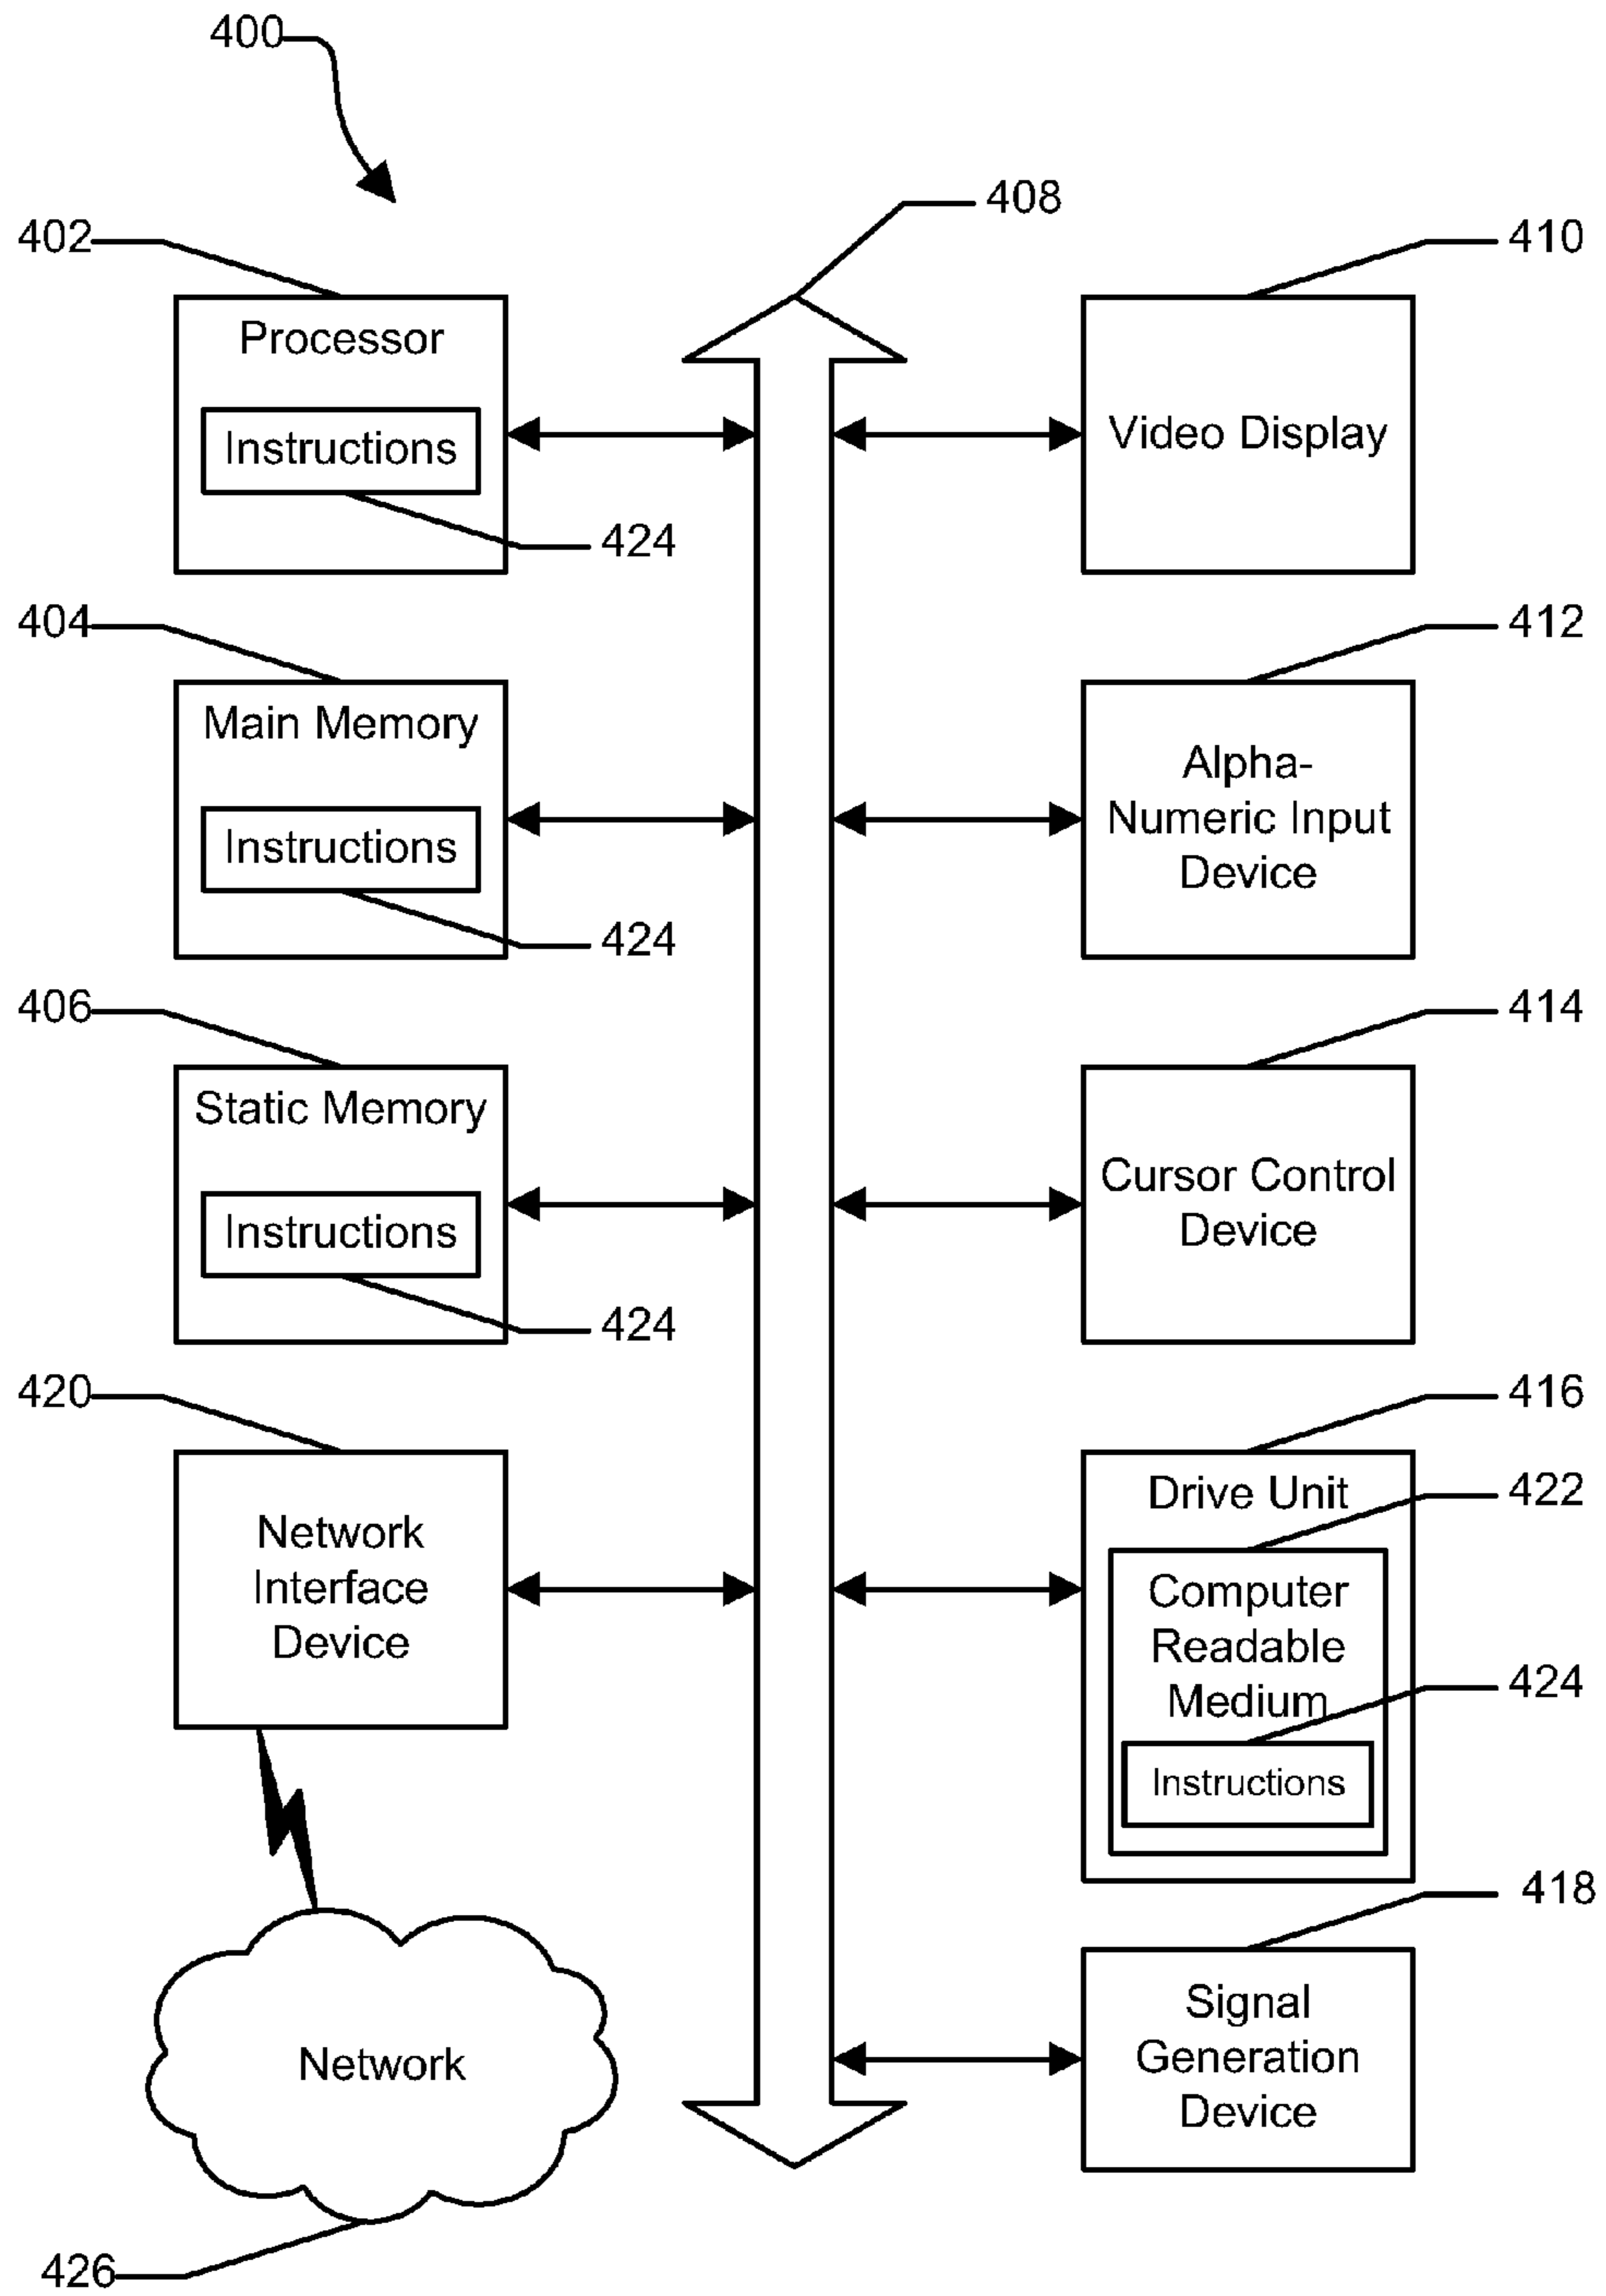 400
408
402
410
Processor
Instructions
424
Video Display
404
412
Main Memory
Instructions
424
Alpha-
Numeric Input
Device
406
414
Static Memory
Instructions
424
Cursor Control
Device
420
416
Network
Interface
Device
Drive Unit
422
Computer
Readable
Medium
424
Instructions
418
Signal
Generation
Device
Network
426